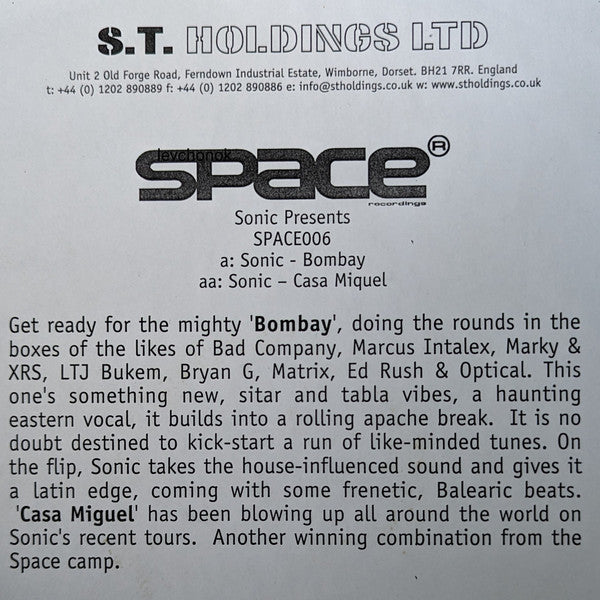 S.T. HOLDINGS LTD
Unit 2 Old Forge Road, Ferndown Industrial Estate, Wimborne, Dorset. BH21 7RR. England
t: +44 (0) 1202 890889 f: +44 (0) 1202 890886 e: info@stholdings.co.uk w: www.stholdings.co.uk
levchanok
space®
recordings
Sonic Presents
SPACE006
a: Sonic - Bombay
aa: Sonic – Casa Miquel
Get ready for the mighty 'Bombay', doing the rounds in the
boxes of the likes of Bad Company, Marcus Intalex, Marky &
XRS, LTJ Bukem, Bryan G, Matrix, Ed Rush & Optical. This
one's something new, sitar and tabla vibes, a haunting
eastern vocal, it builds into a rolling apache break. It is no
doubt destined to kick-start a run of like-minded tunes. On
the flip, Sonic takes the house-influenced sound and gives it
a latin edge, coming with some frenetic, Balearic beats.
'Casa Miguel' has been blowing up all around the world on
Sonic's recent tours. Another winning combination from the
Space camp.